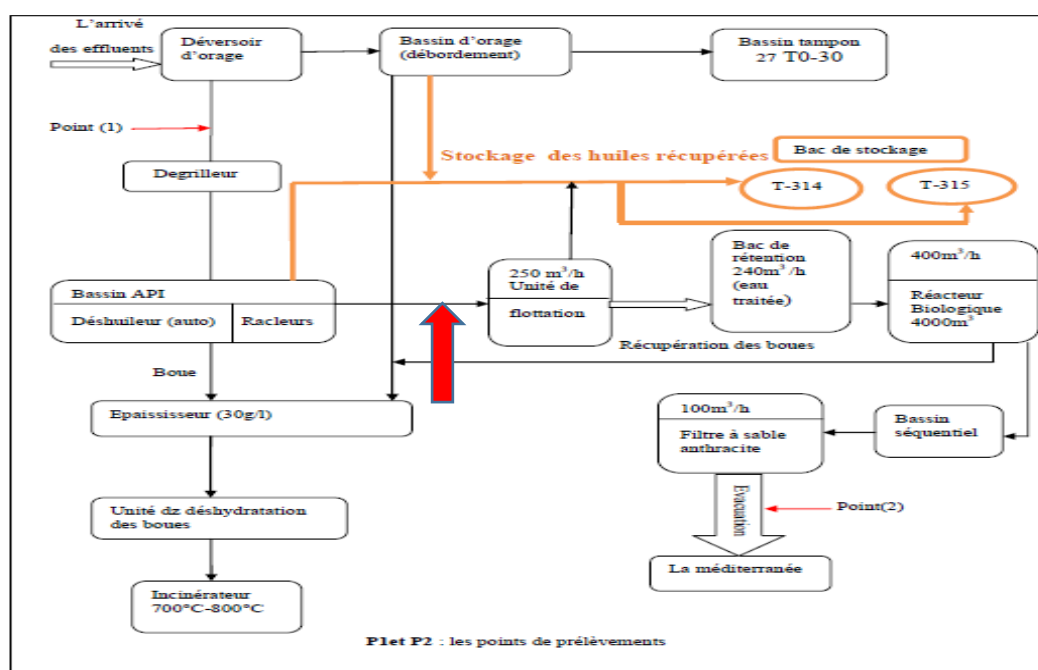 L'arrivé
des effluents
Déversoir
d'orage
Bassin d'orage
(débordement)
Bassin tampon
27 T0-30
Point (1)
Stockage des huiles récupérées
Bac de stockage
Degrilleur
T-314
T-315
Bassin API
Déshuileur (auto)
Racleurs
250 m³/h
Unité de
flottation
Bac de
rétention
240m³/h
(eau
traitée)
400m³/h
Réacteur
Biologique
4000m³
Récupération des boues
Boue
Epaississeur (30g/l)
100m³/h
Filtre à sable
anthracite
Bassin
séquentiel
Unité dz déshydratation
des boues
Evacuation
Point(2)
La méditerranée
Incinérateur
700°C-800°C
P1et P2 : les points de prélèvements